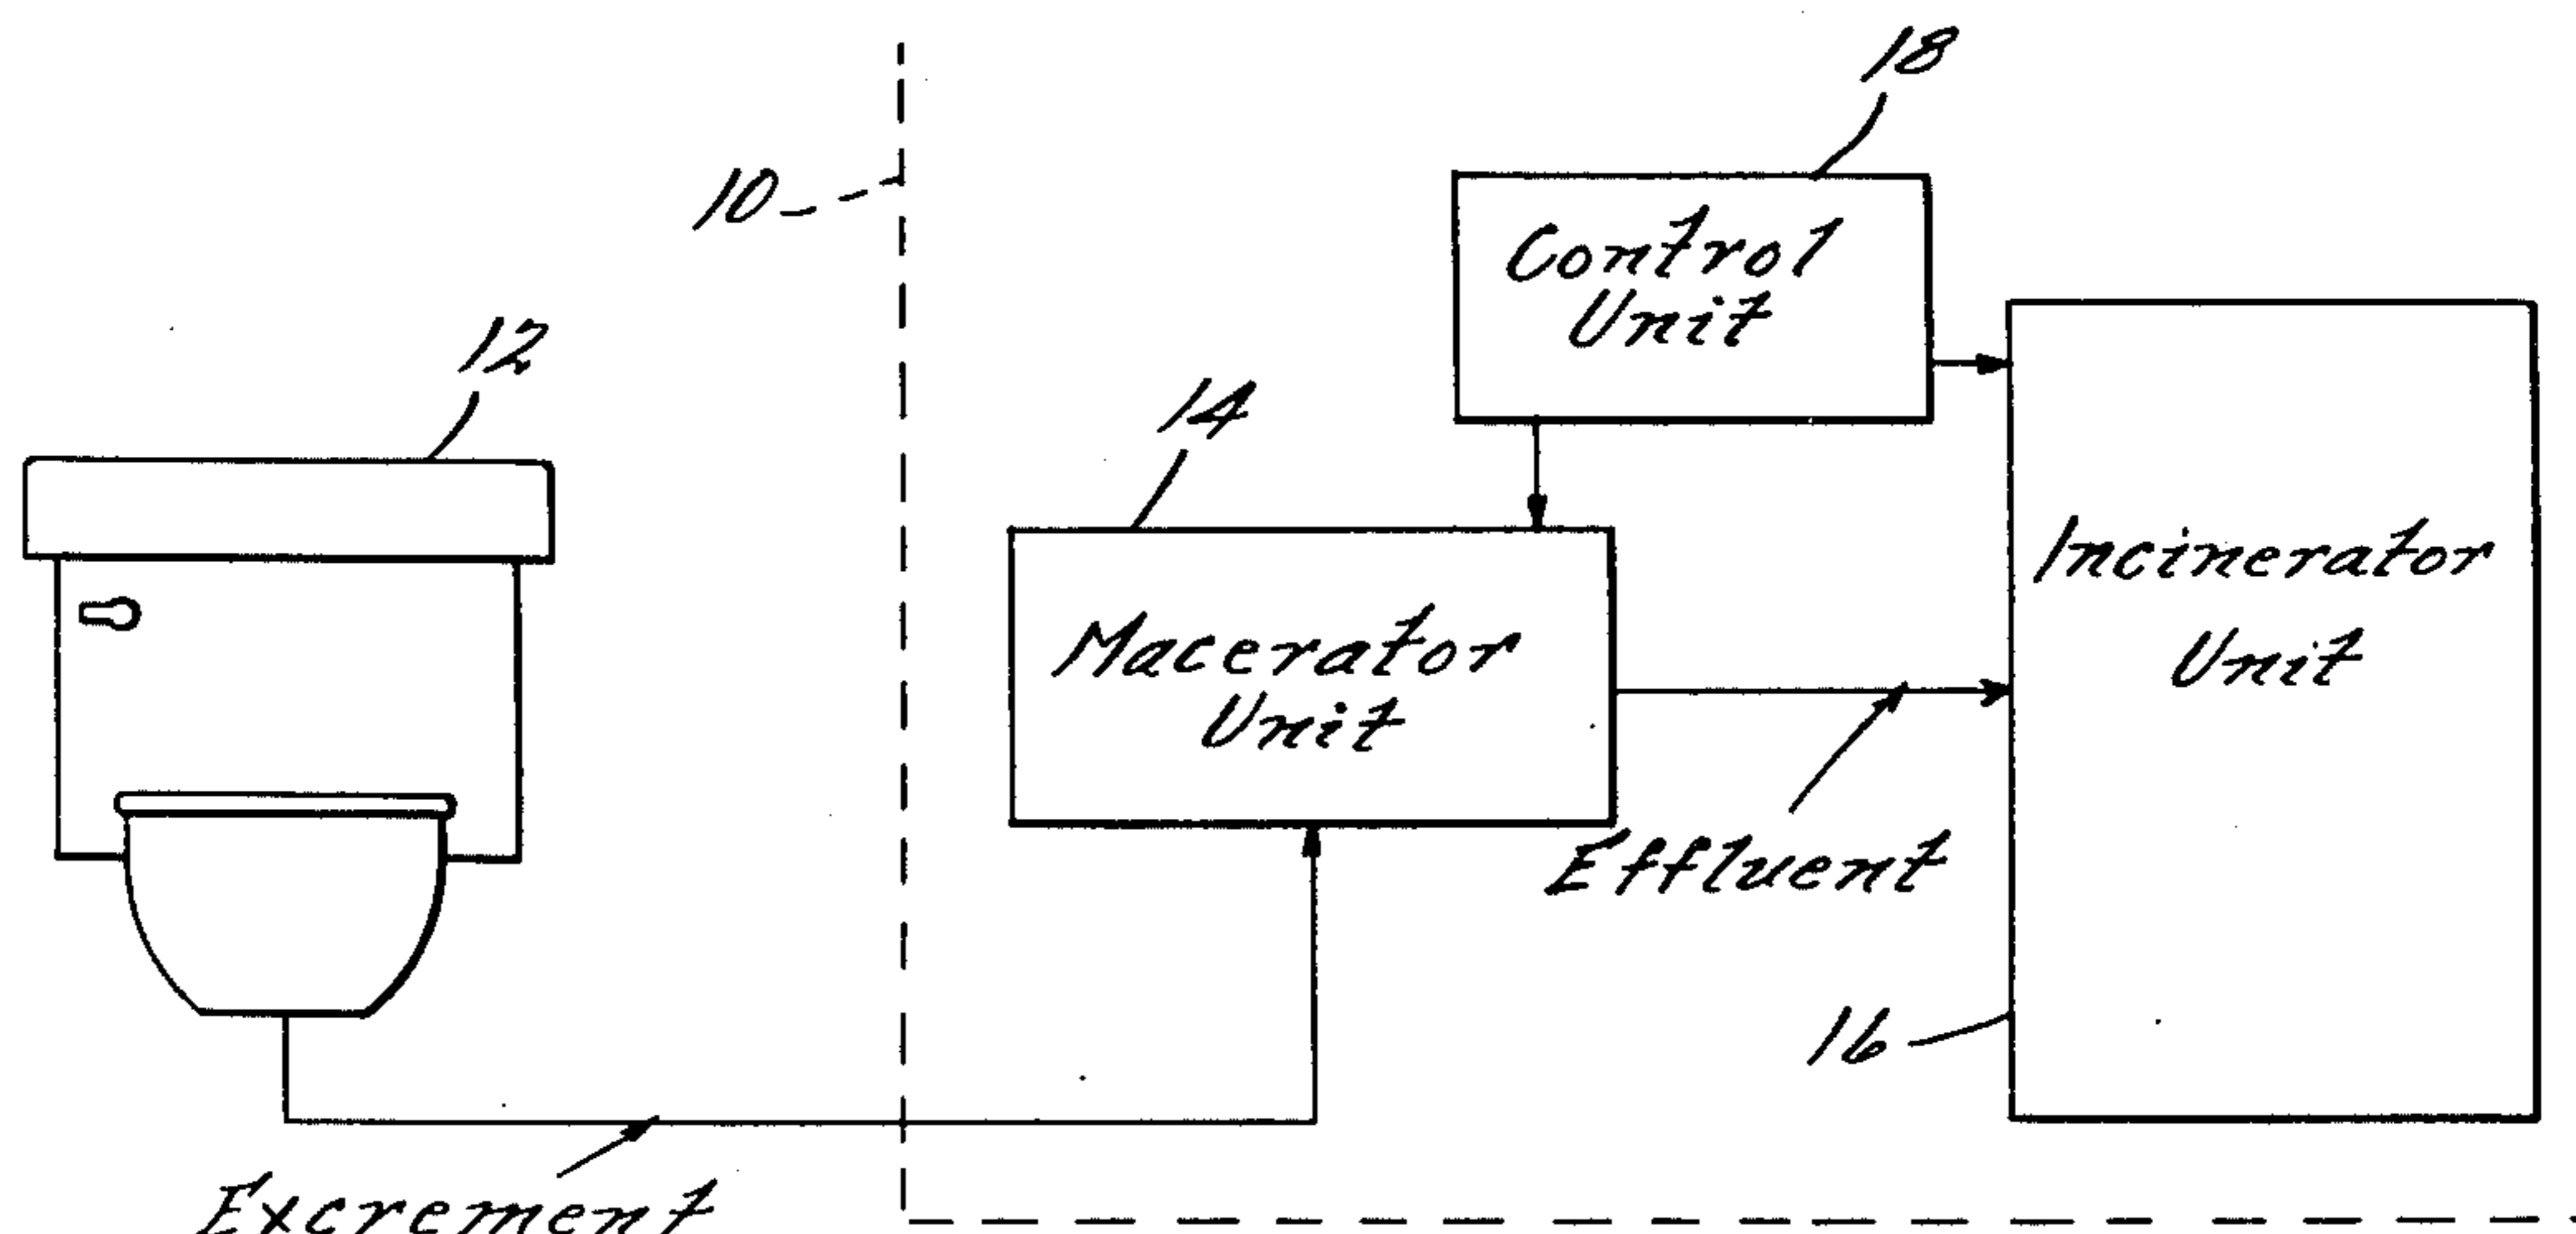 18
10
Control
Unit
12
14
Incinerator
Unit
Macerator
Unit
Effluent
16
Excrement